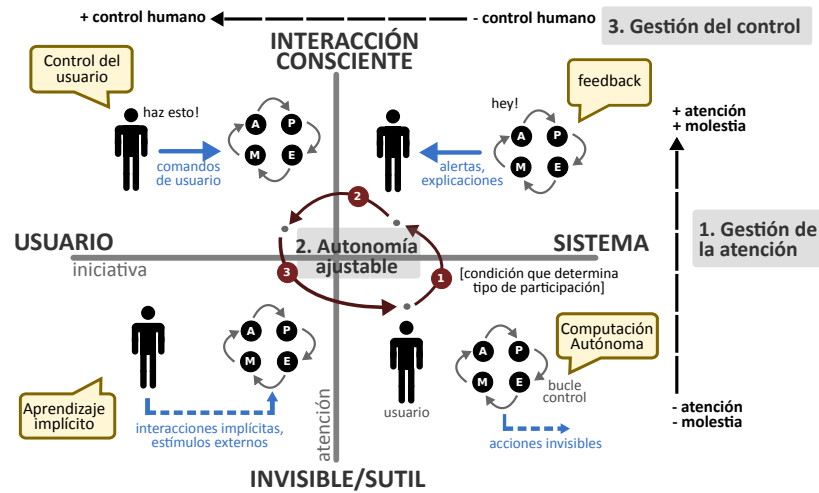 + control humano
- control humano
3. Gestión del control
INTERACCIÓN
CONSCIENTE
Control del
usuario
haz esto!
A
P
M
E
comandos
de usuario
hey!
A
P
M
E
feedback
alertas,
explicaciones
+ atención
+ molestia
1. Gestión de
la atención
2
USUARIO
iniciativa
2. Autonomía
ajustable
3
1
SISTEMA
[condición que determina
tipo de participación]
A
P
M
E
Aprendizaje
implícito
interacciones implícitas,
estímulos externos
atención
usuario
A
P
M
E
Computación
Autónoma
bucle
control
acciones invisibles
- atención
- molestia
INVISIBLE/SUTIL